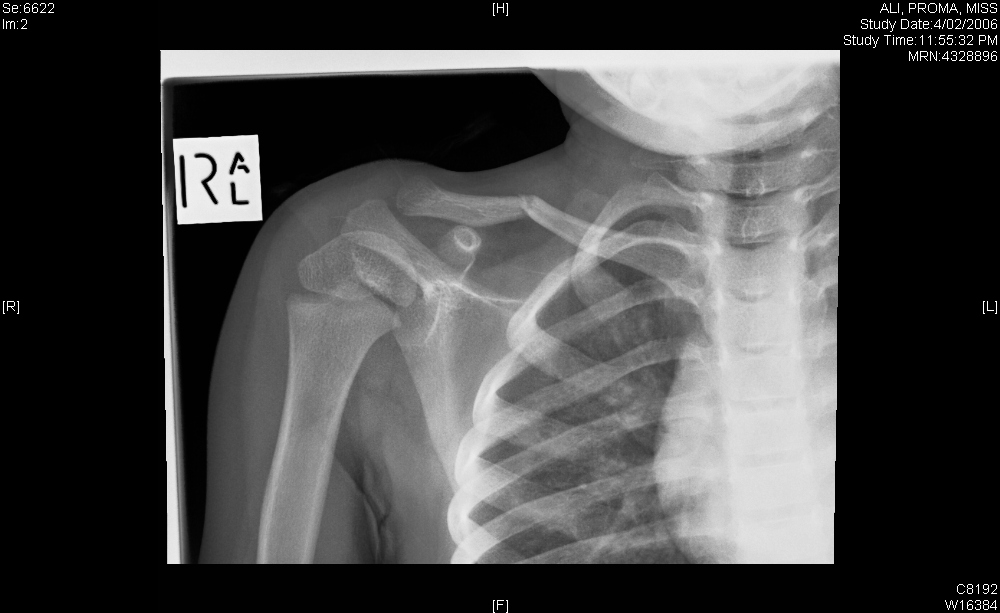 Se:6622
Im:2
[H]
ALI, PROMA, MISS
Study Date:4/02/2006
Study Time:11:55:32 PM
MRN:4328896
R A
L
[R]
[L]
[F]
C8192
W16384